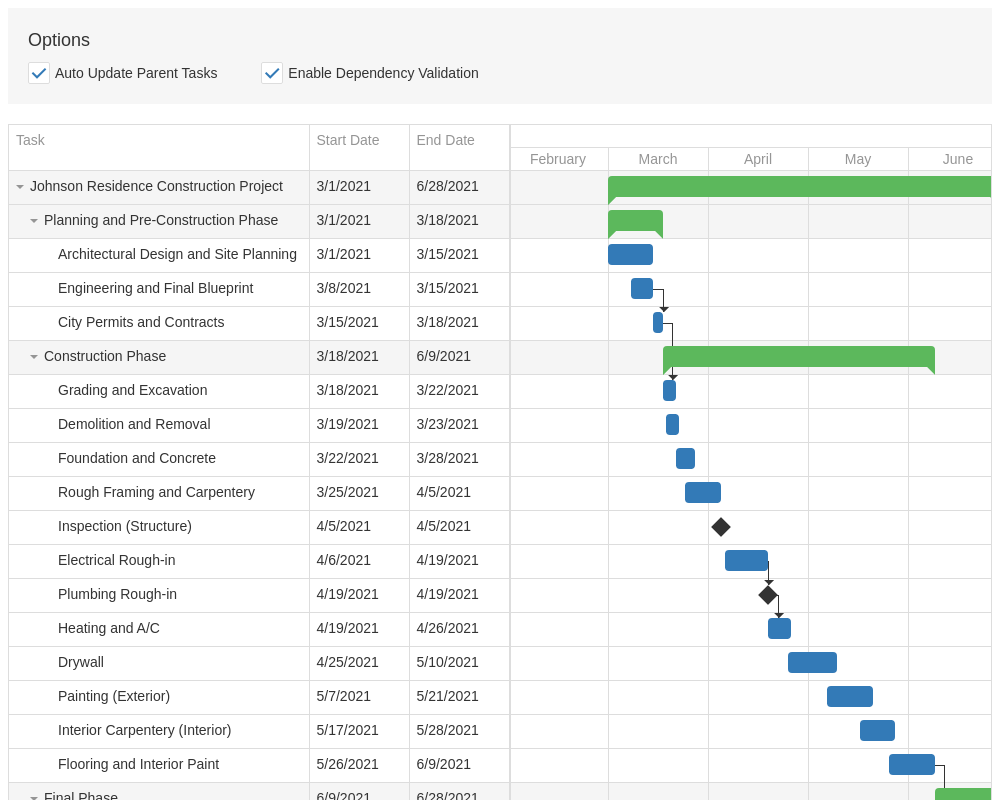 Options
Auto Update Parent Tasks Enable Dependency Validation
Task Start Date End Date
February March April May June
Johnson Residence Construction Project 3/1/2021 6/28/2021
Planning and Pre-Construction Phase 3/1/2021 3/18/2021
Architectural Design and Site Planning 3/1/2021 3/15/2021
Engineering and Final Blueprint 3/8/2021 3/15/2021
City Permits and Contracts 3/15/2021 3/18/2021
Construction Phase 3/18/2021 6/9/2021
Grading and Excavation 3/18/2021 3/22/2021
Demolition and Removal 3/19/2021 3/23/2021
Foundation and Concrete 3/22/2021 3/28/2021
Rough Framing and Carpentery 3/25/2021 4/5/2021
Inspection (Structure) 4/5/2021 4/5/2021
Electrical Rough-in 4/6/2021 4/19/2021
Plumbing Rough-in 4/19/2021 4/19/2021
Heating and A/C 4/19/2021 4/26/2021
Drywall 4/25/2021 5/10/2021
Painting (Exterior) 5/7/2021 5/21/2021
Interior Carpentery (Interior) 5/17/2021 5/28/2021
Flooring and Interior Paint 5/26/2021 6/9/2021
Final Phase 6/9/2021 6/28/2021